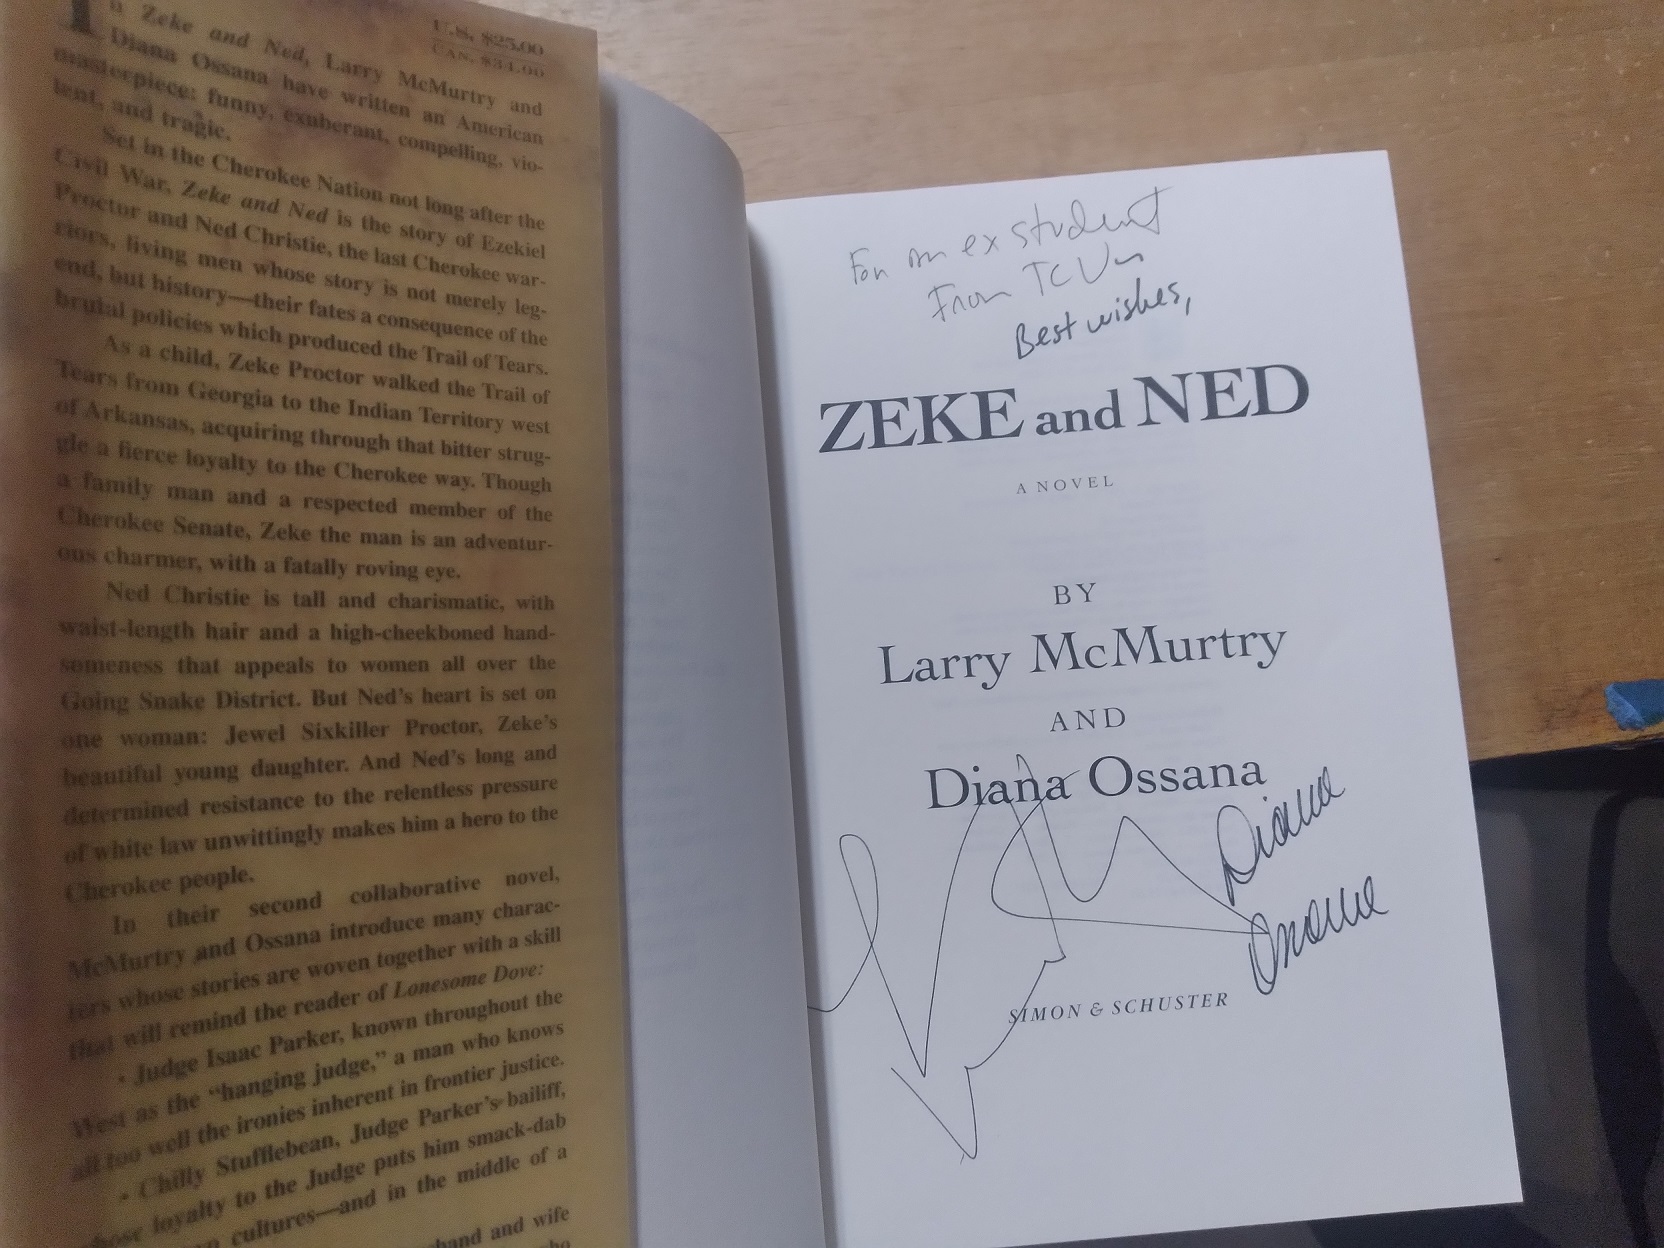 In Zeke and Ned, Larry McMurtry and
Diana Ossana have written an American
masterpiece: funny, exuberant, compelling, vio-
lent, and tragic.
Set in the Cherokee Nation not long after the
Civil War, Zeke and Ned is the story of Ezekiel
Proctor and Ned Christie, the last Cherokee war-
riors, living men whose story is not merely leg-
end, but history—their fates a consequence of the
brutal policies which produced the Trail of Tears.
As a child, Zeke Proctor walked the Trail of
Tears from Georgia to the Indian Territory west
of Arkansas, acquiring through that bitter strug-
gle a fierce loyalty to the Cherokee way. Though
a family man and a respected member of the
Cherokee Senate, Zeke the man is an adventur-
ous charmer, with a fatally roving eye.
Ned Christie is tall and charismatic, with
waist-length hair and a high-cheekboned hand-
someness that appeals to women all over the
Going Snake District. But Ned's heart is set on
one woman: Jewel Sixkiller Proctor, Zeke's
beautiful young daughter. And Ned's long and
determined resistance to the relentless pressure
of white law unwittingly makes him a hero to the
Cherokee people.
In their second collaborative novel,
McMurtry and Ossana introduce many charac-
ters whose stories are woven together with a skill
that will remind the reader of Lonesome Dove:
• Judge Isaac Parker, known throughout the
West as the "hanging judge," a man who knows
all too well the ironies inherent in frontier justice.
• Chilly Stufflebean, Judge Parker's bailiff,
whose loyalty to the Judge puts him smack-dab
cultures—and in the middle of a
and wife
U.S. $25.00
CAN. $34.00
For an ex student
From TCU
Best wishes,
ZEKE and NED
A NOVEL
BY
Larry McMurtry
AND
Diana Ossana
Diana
Ossana
SIMON & SCHUSTER